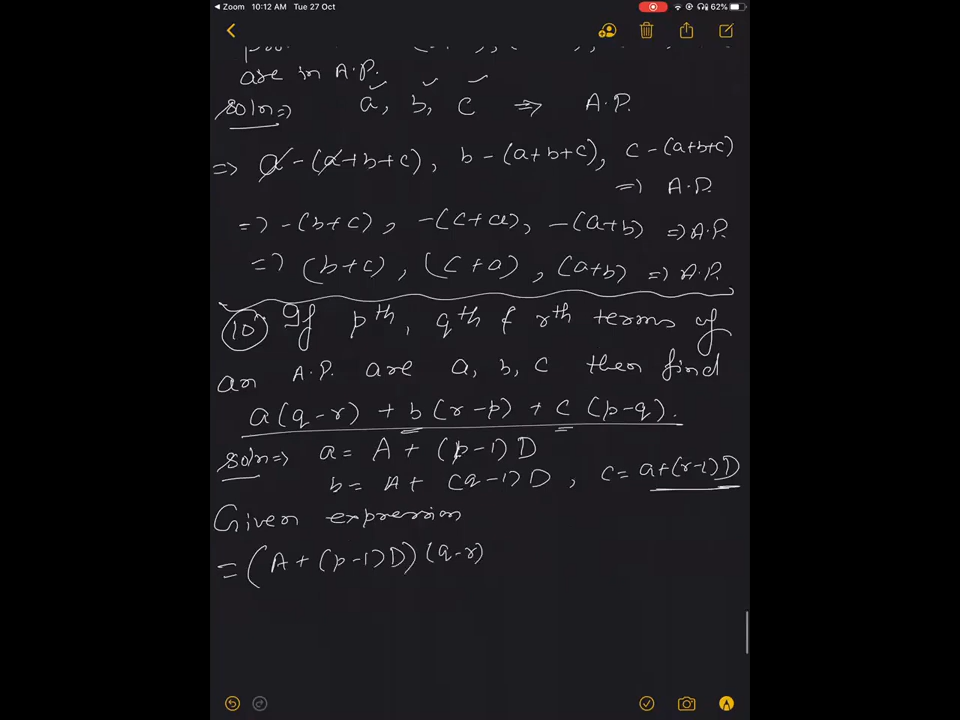 Zoom 10:12 AM Tue 27 Oct 62%
are in A.P.
soln⇒ a, b, c ⇒ A.P.
⇒ a-(a+b+c), b-(a+b+c), c-(a+b+c)
⇒ A.P.
⇒ -(b+c), -(c+a), -(a+b) ⇒ A.P.
⇒ (b+c), (c+a), (a+b) ⇒ A.P.
10 If pth, qth & rth terms of
an A.P. are a, b, c then find
a(q-r) + b(r-p) + c(p-q).
soln⇒ a = A + (p-1)D
b = A + (q-1)D, c = a+(r-1)D
Given expression
= (A+(p-1)D)(q-r)